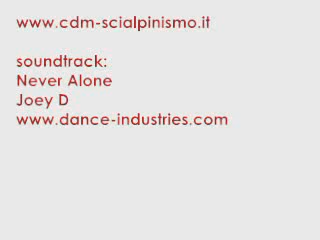 www.cdm-scialpinismo.it
soundtrack:
Never Alone
Joey D
www.dance-industries.com